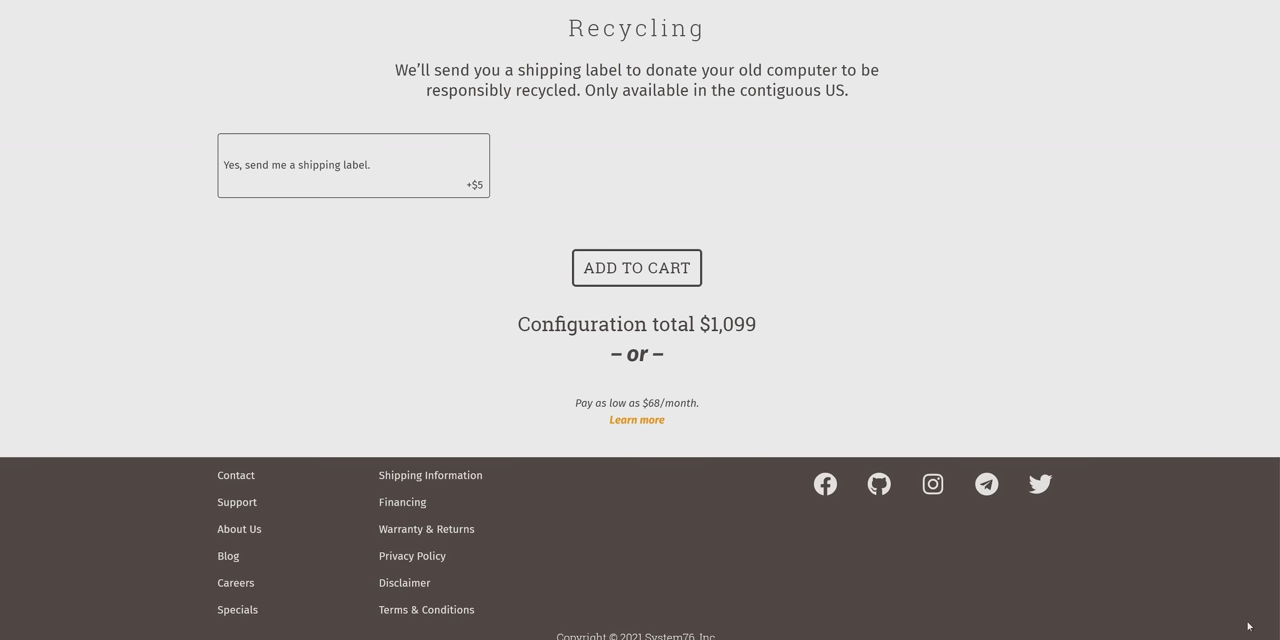 Recycling
We’ll send you a shipping label to donate your old computer to be
responsibly recycled. Only available in the contiguous US.
Yes, send me a shipping label.
+$5
ADD TO CART
Configuration total $1,099
– or –
Pay as low as $68/month.
Learn more
Contact
Support
About Us
Blog
Careers
Specials
Shipping Information
Financing
Warranty & Returns
Privacy Policy
Disclaimer
Terms & Conditions
Copyright © 2021 System76, Inc.